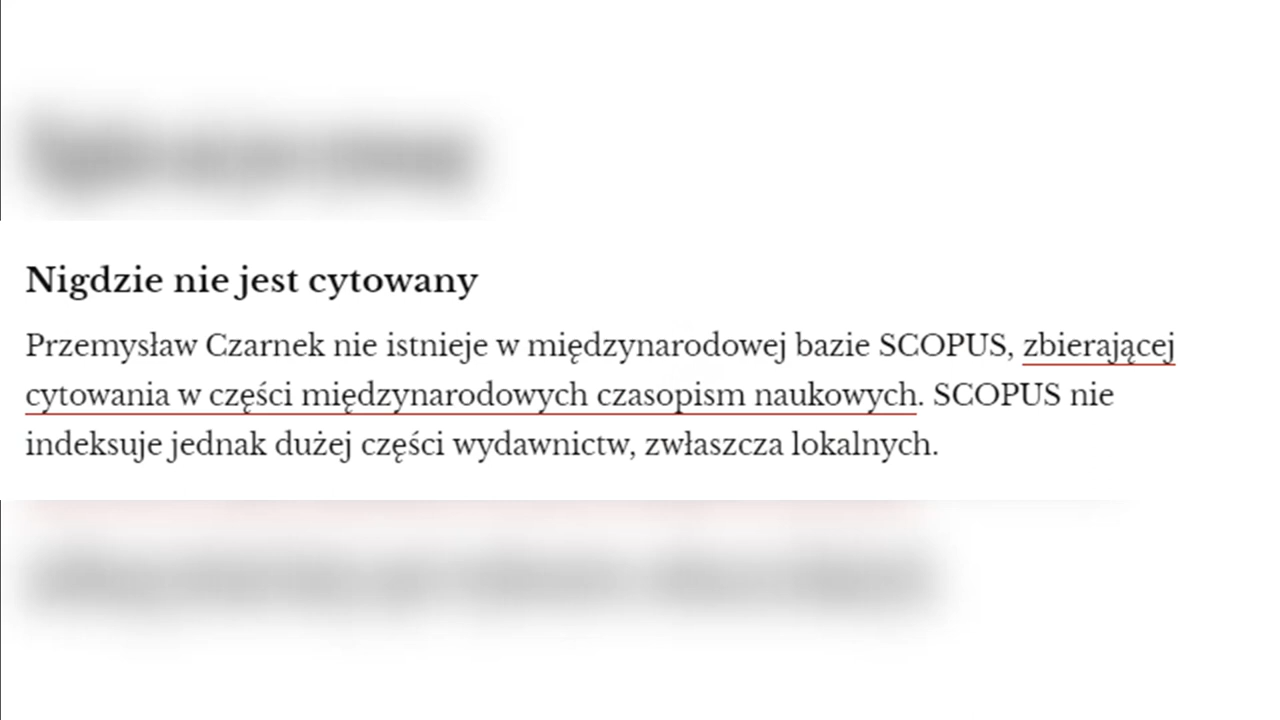 Nigdzie nie jest cytowany
Przemysław Czarnek nie istnieje w międzynarodowej bazie SCOPUS, zbierającej
cytowania w części międzynarodowych czasopism naukowych. SCOPUS nie
indeksuje jednak dużej części wydawnictw, zwłaszcza lokalnych.